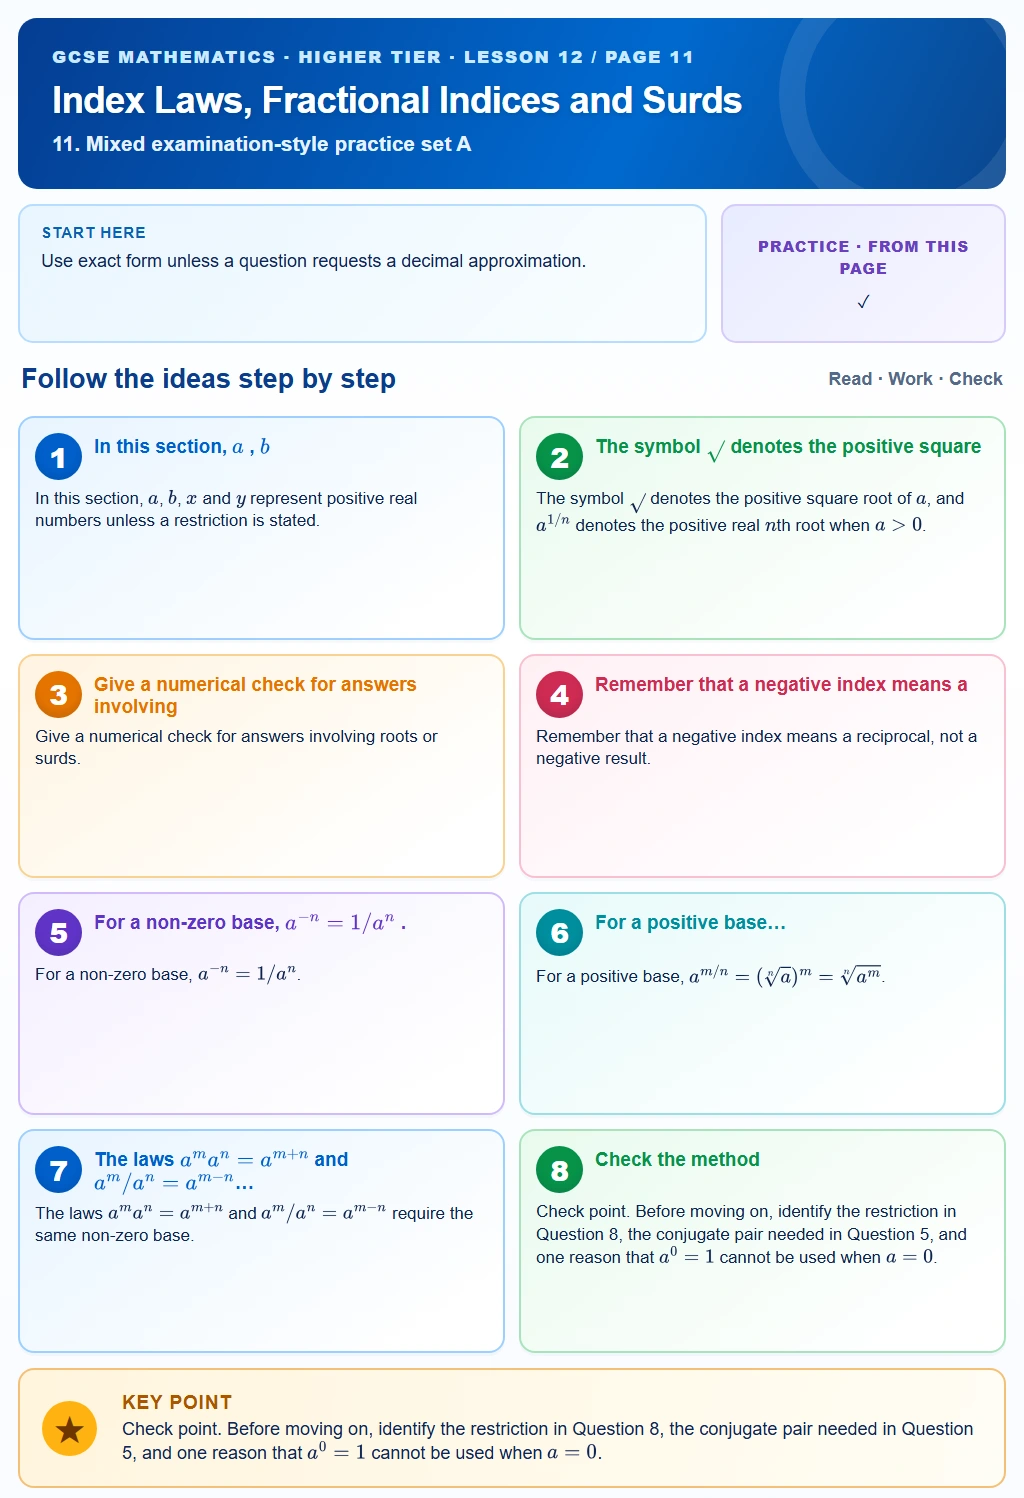 GCSE MATHEMATICS · HIGHER TIER · LESSON 12 / PAGE 11
Index Laws, Fractional Indices and Surds
11. Mixed examination-style practice set A
START HERE
Use exact form unless a question requests a decimal approximation.
PRACTICE · FROM THIS
PAGE
✓
Follow the ideas step by step
Read · Work · Check
1
In this section, a , b
In this section, a, b, x and y represent positive real
numbers unless a restriction is stated.
2
The symbol √ denotes the positive square
The symbol √ denotes the positive square root of a, and
a^{1/n} denotes the positive real nth root when a > 0.
3
Give a numerical check for answers
involving
Give a numerical check for answers involving roots or
surds.
4
Remember that a negative index means a
Remember that a negative index means a reciprocal, not a
negative result.
5
For a non-zero base, a^{−n} = 1/a^n .
For a non-zero base, a^{−n} = 1/a^n.
6
For a positive base…
For a positive base, a^{m/n} = (ⁿ√a)^m = ⁿ√(a^m).
7
The laws a^m a^n = a^{m+n} and
a^m/a^n = a^{m−n}…
The laws a^m a^n = a^{m+n} and a^m/a^n = a^{m−n} require the
same non-zero base.
8
Check the method
Check point. Before moving on, identify the restriction in
Question 8, the conjugate pair needed in Question 5, and
one reason that a^0 = 1 cannot be used when a = 0.
★
KEY POINT
Check point. Before moving on, identify the restriction in Question 8, the conjugate pair needed in Question
5, and one reason that a^0 = 1 cannot be used when a = 0.